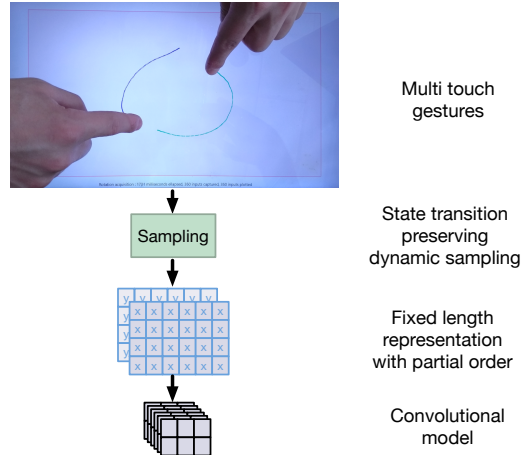 Multi touch
gestures
Sampling
State transition
preserving
dynamic sampling
y y y y y y
y x x x x x x
y x x x x x x
y x x x x x x
x x x x x x
Fixed length
representation
with partial order
Convolutional
model